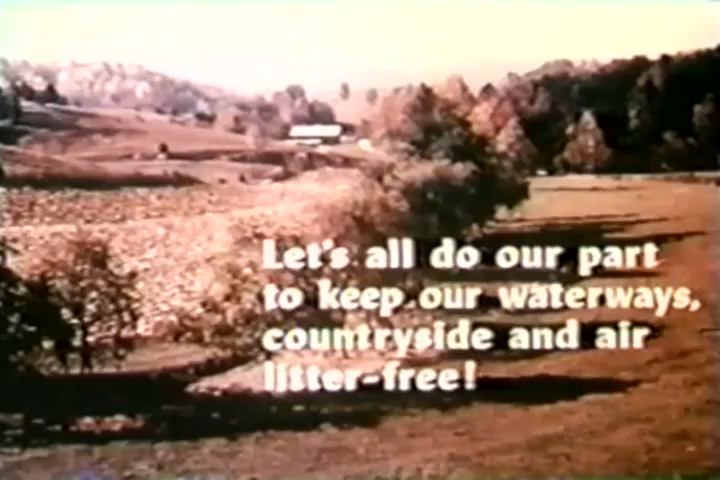 Let's all do our part
to keep our waterways,
countryside and air
litter-free!